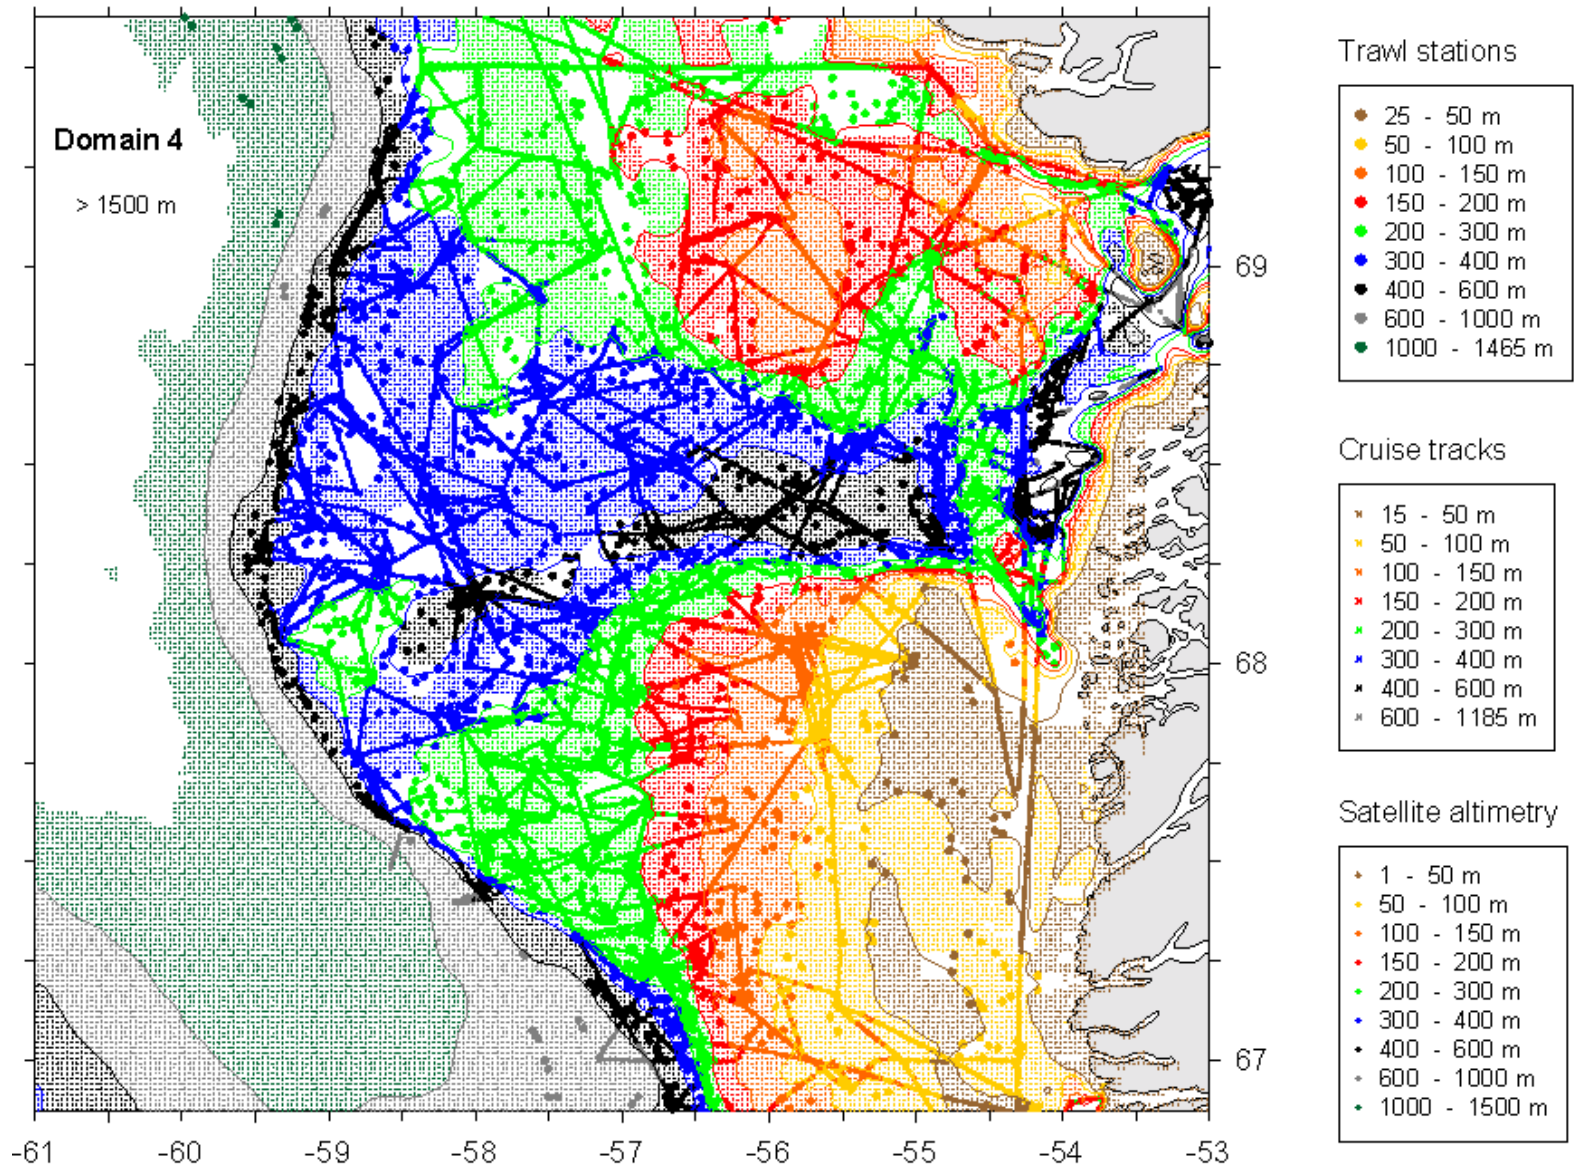 Domain 4
> 1500 m
69
68
67
-61
-60
-59
-58
-57
-56
-55
-54
-53
Trawl stations
25 - 50 m
50 - 100 m
100 - 150 m
150 - 200 m
200 - 300 m
300 - 400 m
400 - 600 m
600 - 1000 m
1000 - 1465 m
Cruise tracks
15 - 50 m
50 - 100 m
100 - 150 m
150 - 200 m
200 - 300 m
300 - 400 m
400 - 600 m
600 - 1185 m
Satellite altimetry
1 - 50 m
50 - 100 m
100 - 150 m
150 - 200 m
200 - 300 m
300 - 400 m
400 - 600 m
600 - 1000 m
1000 - 1500 m